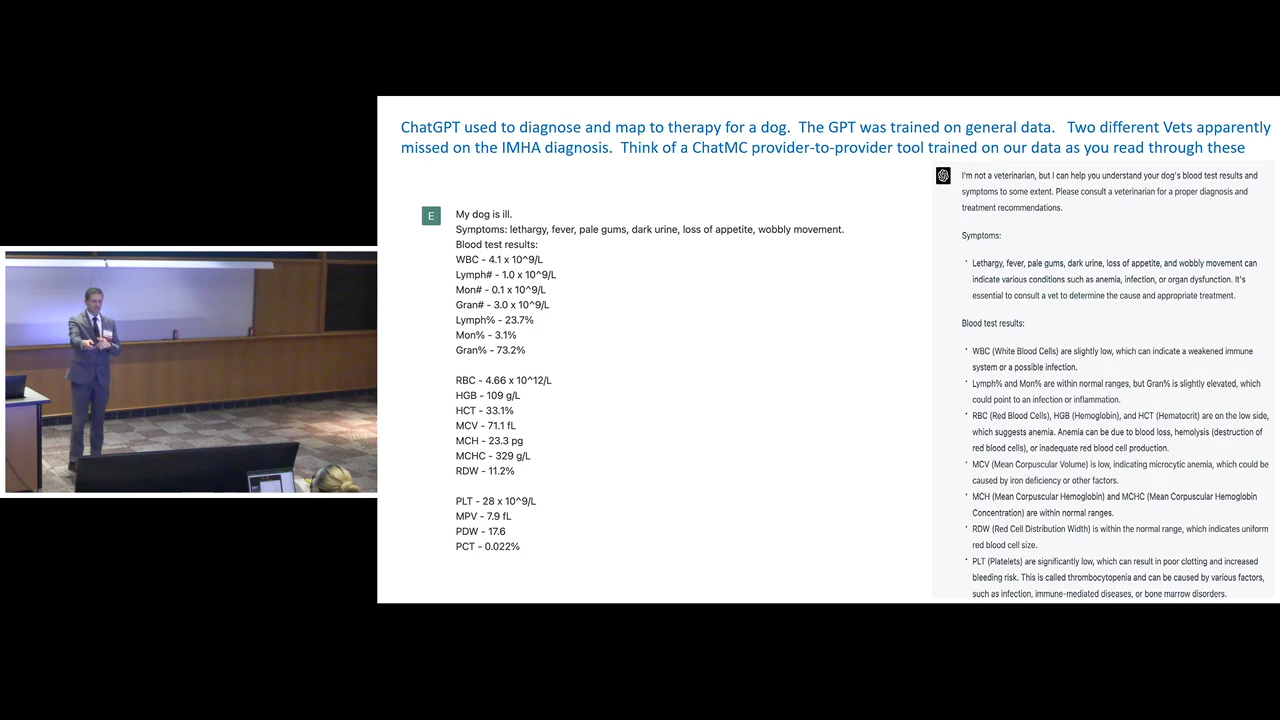 ChatGPT used to diagnose and map to therapy for a dog. The GPT was trained on general data. Two different Vets apparently
missed on the IMHA diagnosis. Think of a ChatMC provider-to-provider tool trained on our data as you read through these
E
My dog is ill.
Symptoms: lethargy, fever, pale gums, dark urine, loss of appetite, wobbly movement.
Blood test results:
WBC - 4.1 x 10^9/L
Lymph# - 1.0 x 10^9/L
Mon# - 0.1 x 10^9/L
Gran# - 3.0 x 10^9/L
Lymph% - 23.7%
Mon% - 3.1%
Gran% - 73.2%
RBC - 4.66 x 10^12/L
HGB - 109 g/L
HCT - 33.1%
MCV - 71.1 fL
MCH - 23.3 pg
MCHC - 329 g/L
RDW - 11.2%
PLT - 28 x 10^9/L
MPV - 7.9 fL
PDW - 17.6
PCT - 0.022%
I'm not a veterinarian, but I can help you understand your dog's blood test results and
symptoms to some extent. Please consult a veterinarian for a proper diagnosis and
treatment recommendations.
Symptoms:
• Lethargy, fever, pale gums, dark urine, loss of appetite, and wobbly movement can
indicate various conditions such as anemia, infection, or organ dysfunction. It's
essential to consult a vet to determine the cause and appropriate treatment.
Blood test results:
• WBC (White Blood Cells) are slightly low, which can indicate a weakened immune
system or a possible infection.
• Lymph% and Mon% are within normal ranges, but Gran% is slightly elevated, which
could point to an infection or inflammation.
• RBC (Red Blood Cells), HGB (Hemoglobin), and HCT (Hematocrit) are on the low side,
which suggests anemia. Anemia can be due to blood loss, hemolysis (destruction of
red blood cells), or inadequate red blood cell production.
• MCV (Mean Corpuscular Volume) is low, indicating microcytic anemia, which could be
caused by iron deficiency or other factors.
• MCH (Mean Corpuscular Hemoglobin) and MCHC (Mean Corpuscular Hemoglobin
Concentration) are within normal ranges.
• RDW (Red Cell Distribution Width) is within the normal range, which indicates uniform
red blood cell size.
• PLT (Platelets) are significantly low, which can result in poor clotting and increased
bleeding risk. This is called thrombocytopenia and can be caused by various factors,
such as infection, immune-mediated diseases, or bone marrow disorders.